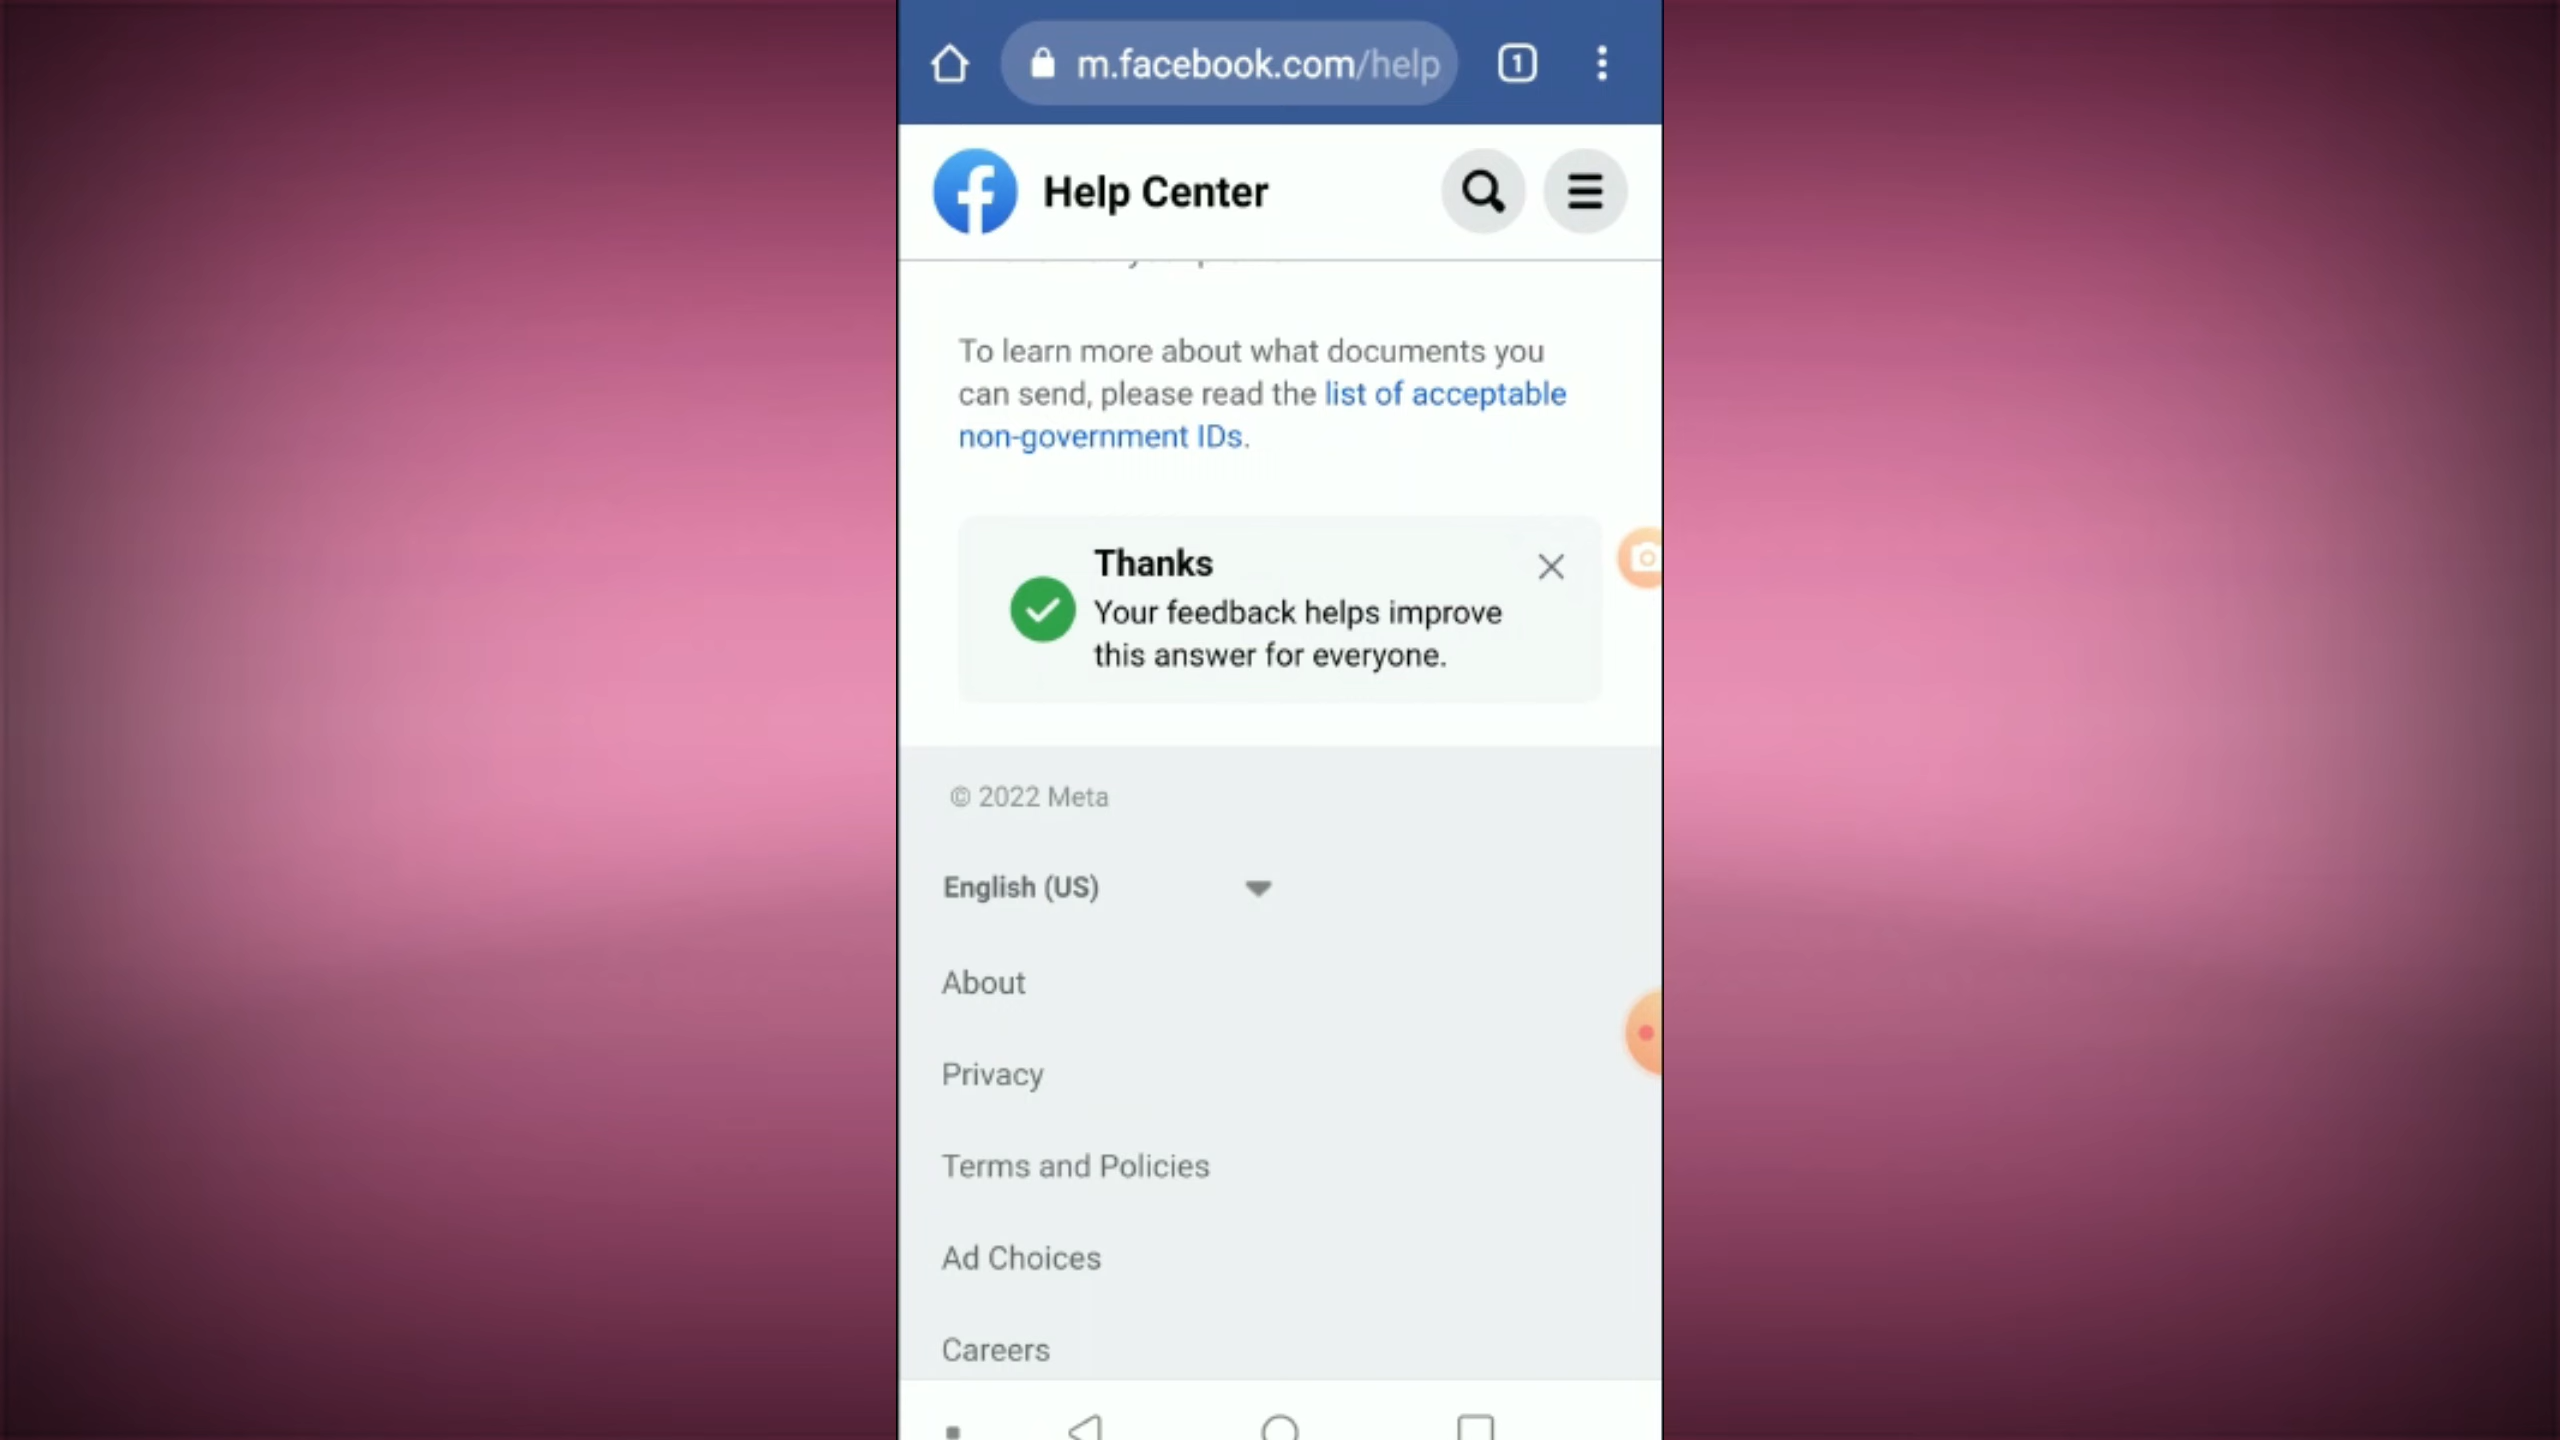 m.facebook.com/help
1
Help Center
To learn more about what documents you
can send, please read the list of acceptable
non-government IDs.
Thanks
Your feedback helps improve
this answer for everyone.
© 2022 Meta
English (US)
About
Privacy
Terms and Policies
Ad Choices
Careers